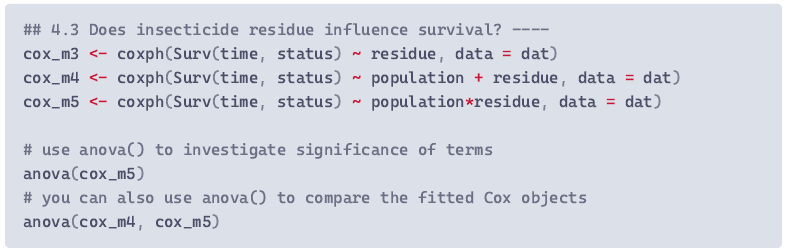 ## 4.3 Does insecticide residue influence survival? ----
cox_m3 <- coxph(Surv(time, status) ~ residue, data = dat)
cox_m4 <- coxph(Surv(time, status) ~ population + residue, data = dat)
cox_m5 <- coxph(Surv(time, status) ~ population*residue, data = dat)
# use anova() to investigate significance of terms
anova(cox_m5)
# you can also use anova() to compare the fitted Cox objects
anova(cox_m4, cox_m5)